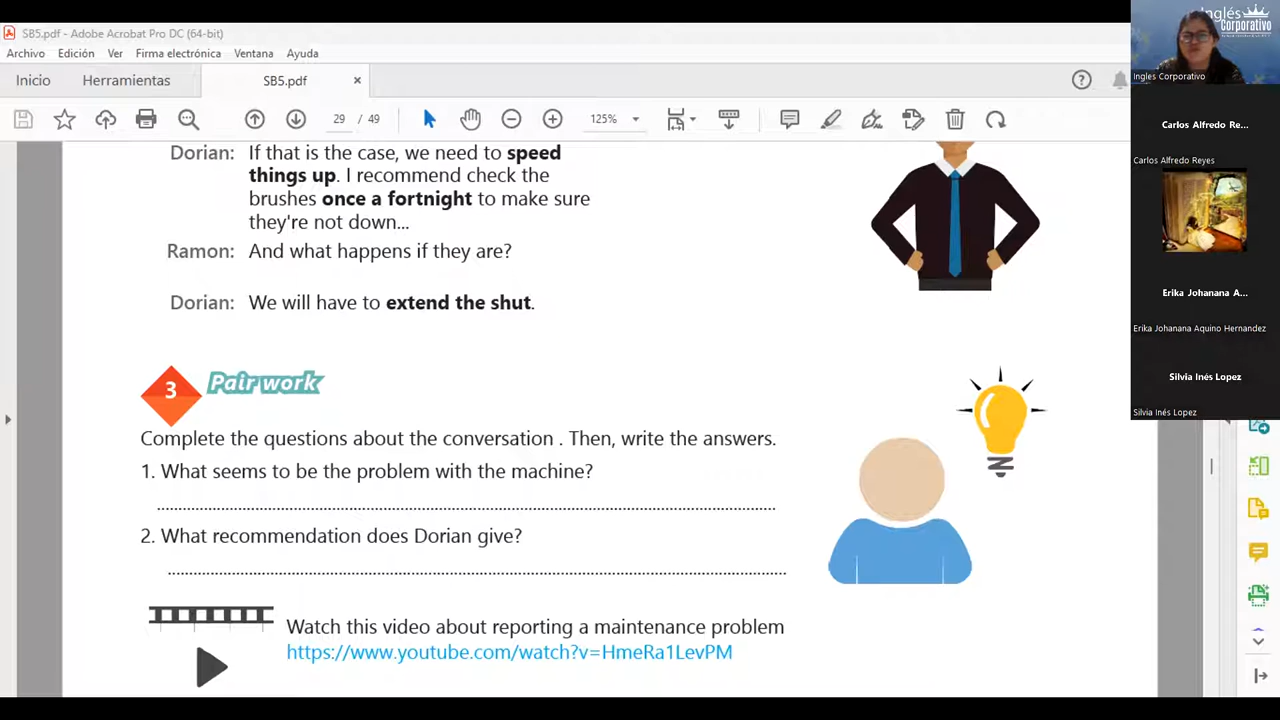 SB5.pdf - Adobe Acrobat Pro DC (64-bit)
Archivo Edición Ver Firma electrónica Ventana Ayuda
Inicio Herramientas SB5.pdf ×
29 / 49 125%
Dorian: If that is the case, we need to speed
things up. I recommend check the
brushes once a fortnight to make sure
they're not down...
Ramon: And what happens if they are?
Dorian: We will have to extend the shut.
3 Pair work
Complete the questions about the conversation . Then, write the answers.
1. What seems to be the problem with the machine?
2. What recommendation does Dorian give?
Watch this video about reporting a maintenance problem
https://www.youtube.com/watch?v=HmeRa1LevPM
Inglés
Corporativo
Ingles Corporativo
Carlos Alfredo Re...
Carlos Alfredo Reyes
Erika Johanana A...
Erika Johanana Aquino Hernandez
Silvia Inés Lopez
Silvia Inés Lopez